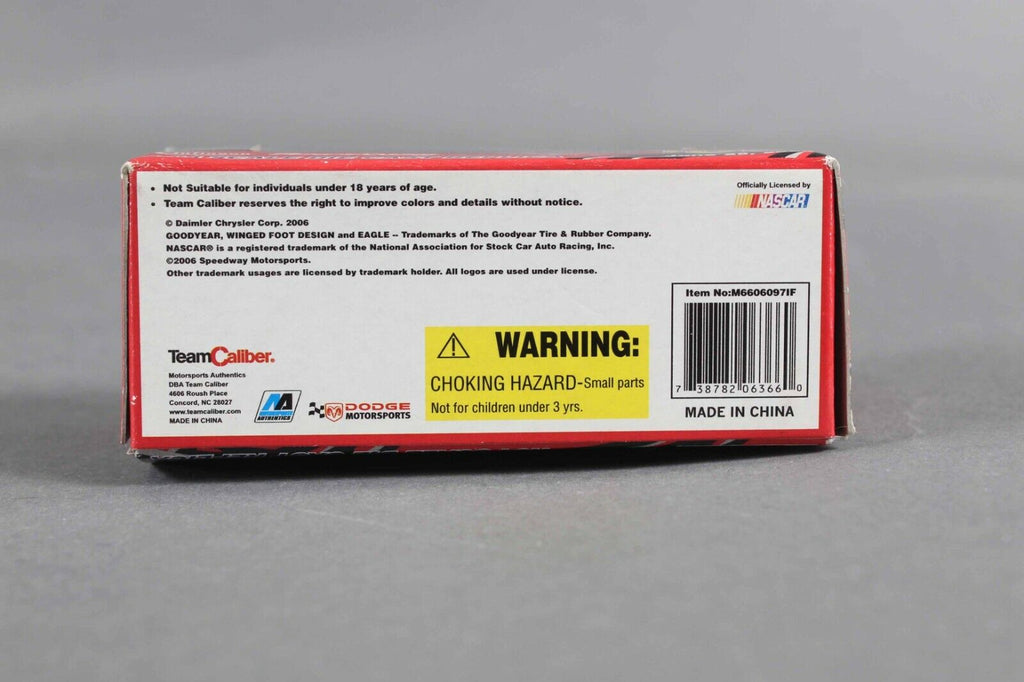 • Not Suitable for individuals under 18 years of age.
• Team Caliber reserves the right to improve colors and details without notice.
© Daimler Chrysler Corp. 2006
GOODYEAR, WINGED FOOT DESIGN and EAGLE -- Trademarks of The Goodyear Tire & Rubber Company.
NASCAR® is a registered trademark of the National Association for Stock Car Auto Racing, Inc.
©2006 Speedway Motorsports.
Other trademark usages are licensed by trademark holder. All logos are used under license.
Officially Licensed by
NASCAR
Item No:M6606097IF
7 38782 06366 0
MADE IN CHINA
WARNING:
CHOKING HAZARD-Small parts
Not for children under 3 yrs.
TeamCaliber.
Motorsports Authentics
DBA Team Caliber
4606 Roush Place
Concord, NC 28027
www.teamcaliber.com
MADE IN CHINA
MA
MOTORSPORTS
AUTHENTICS
DODGE
MOTORSPORTS